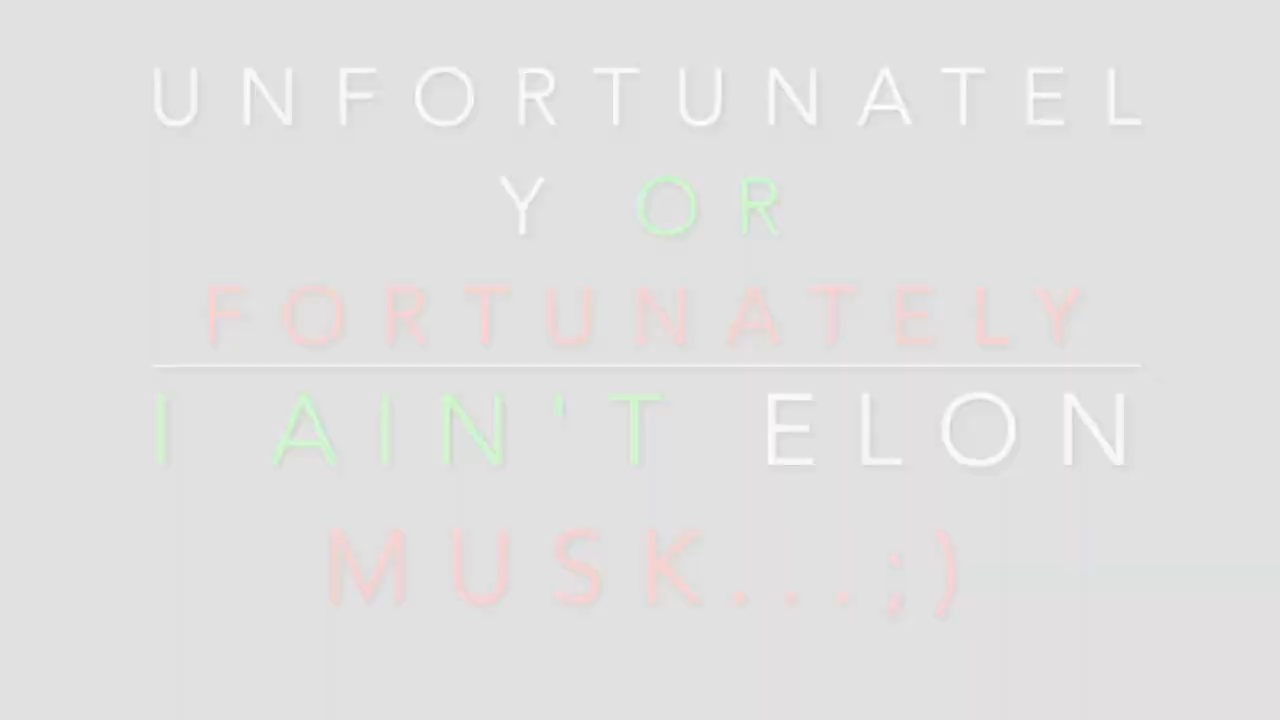 UNFORTUNATEL
Y OR
FORTUNATELY
I AIN'T ELON
MUSK...;)